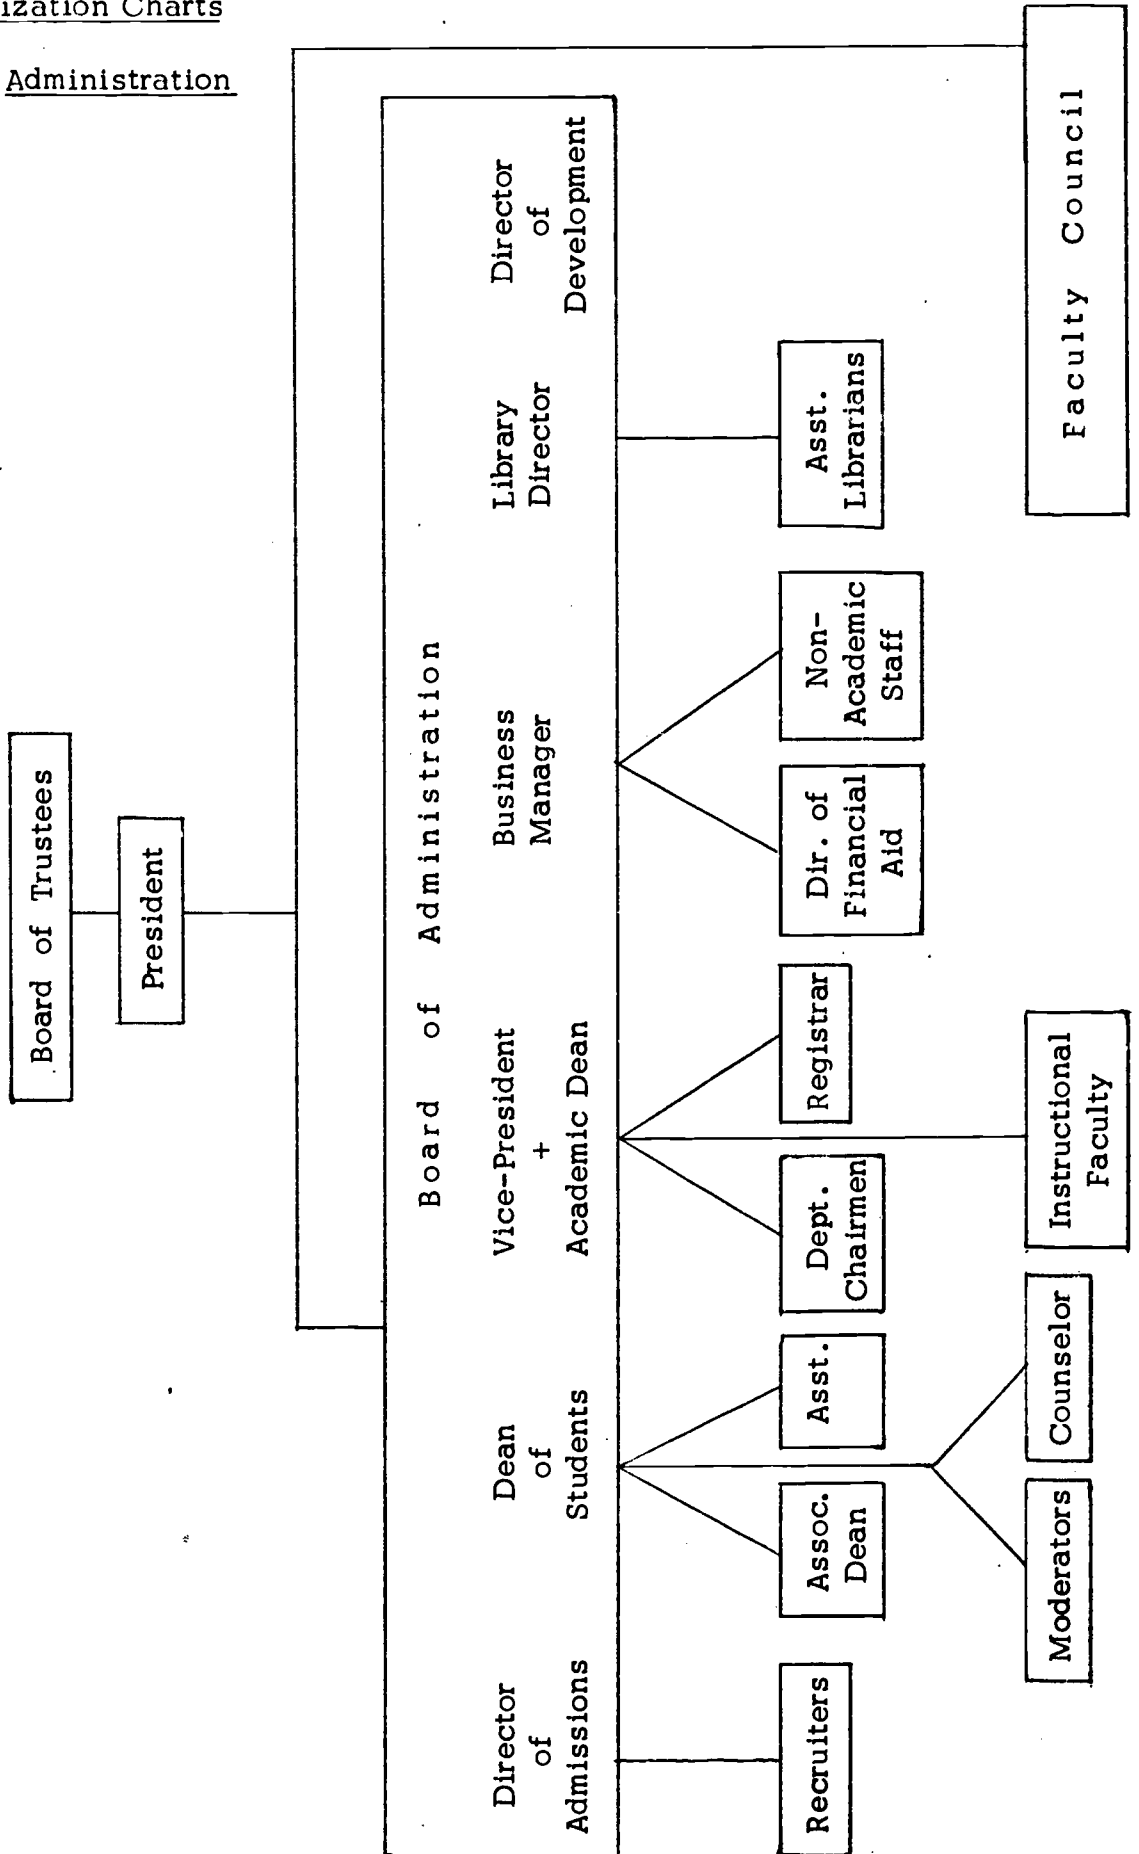 ization Charts
Administration
Board of Trustees
President
Board of Administration
Director
of
Admissions
Dean
of
Students
Vice-President
+
Academic Dean
Business
Manager
Library
Director
Director
of
Development
Recruiters
Assoc.
Dean
Asst.
Dept.
Chairmen
Registrar
Dir. of
Financial
Aid
Non-
Academic
Staff
Asst.
Librarians
Moderators
Counselor
Instructional
Faculty
Faculty Council